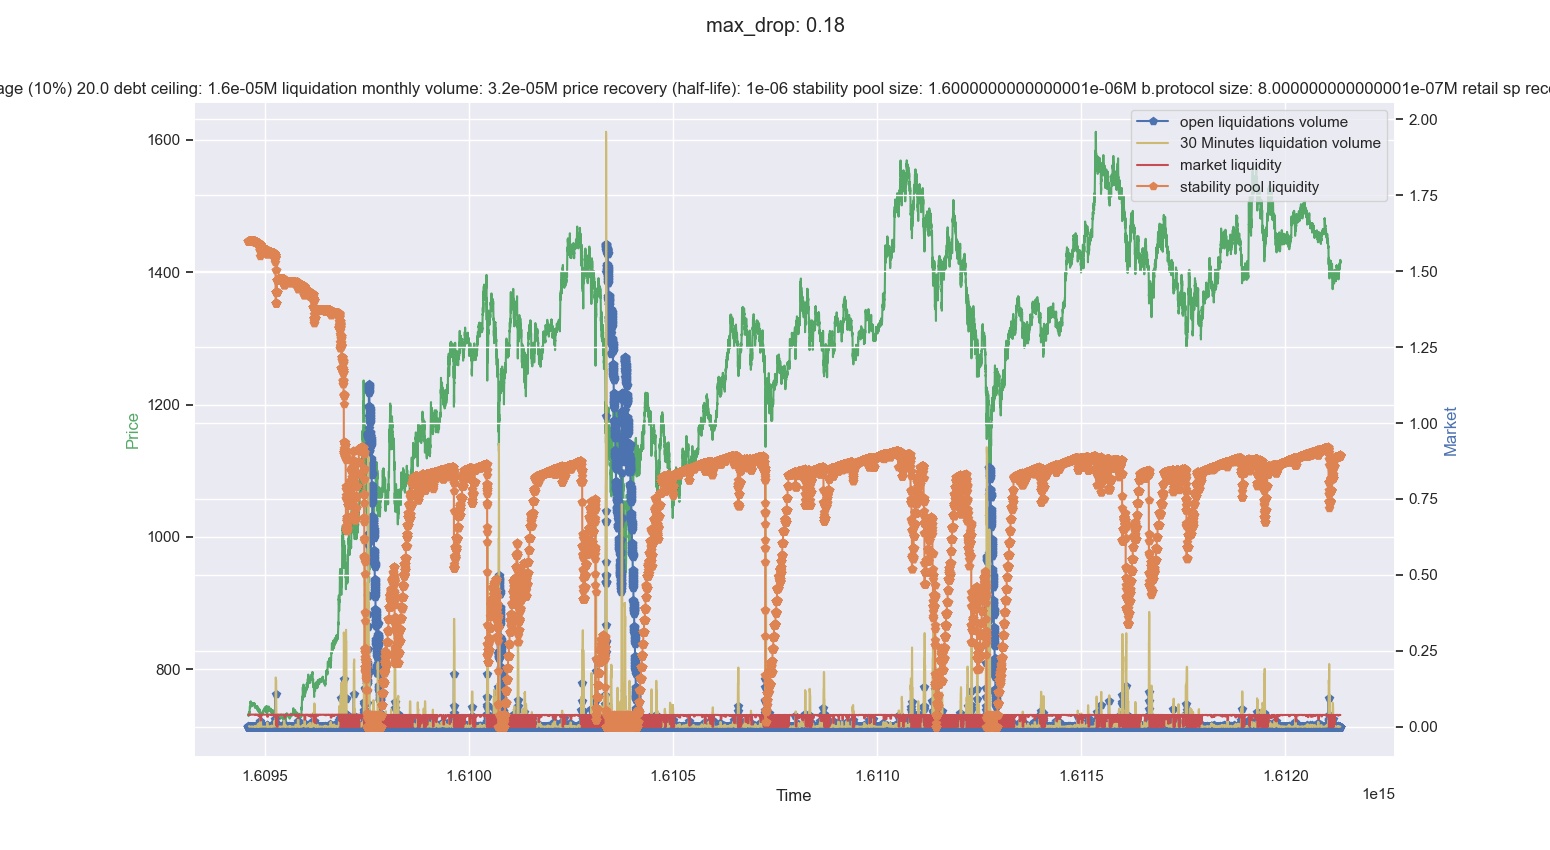 max_drop: 0.18
age (10%) 20.0 debt ceiling: 1.6e-05M liquidation monthly volume: 3.2e-05M price recovery (half-life): 1e-06 stability pool size: 1.6000000000000001e-06M b.protocol size: 8.000000000000001e-07M retail sp reco
open liquidations volume
30 Minutes liquidation volume
market liquidity
stability pool liquidity
1600
1400
1200
1000
800
Price
2.00
1.75
1.50
1.25
1.00
0.75
0.50
0.25
0.00
Market
1.6095 1.6100 1.6105 1.6110 1.6115 1.6120
Time
1e15